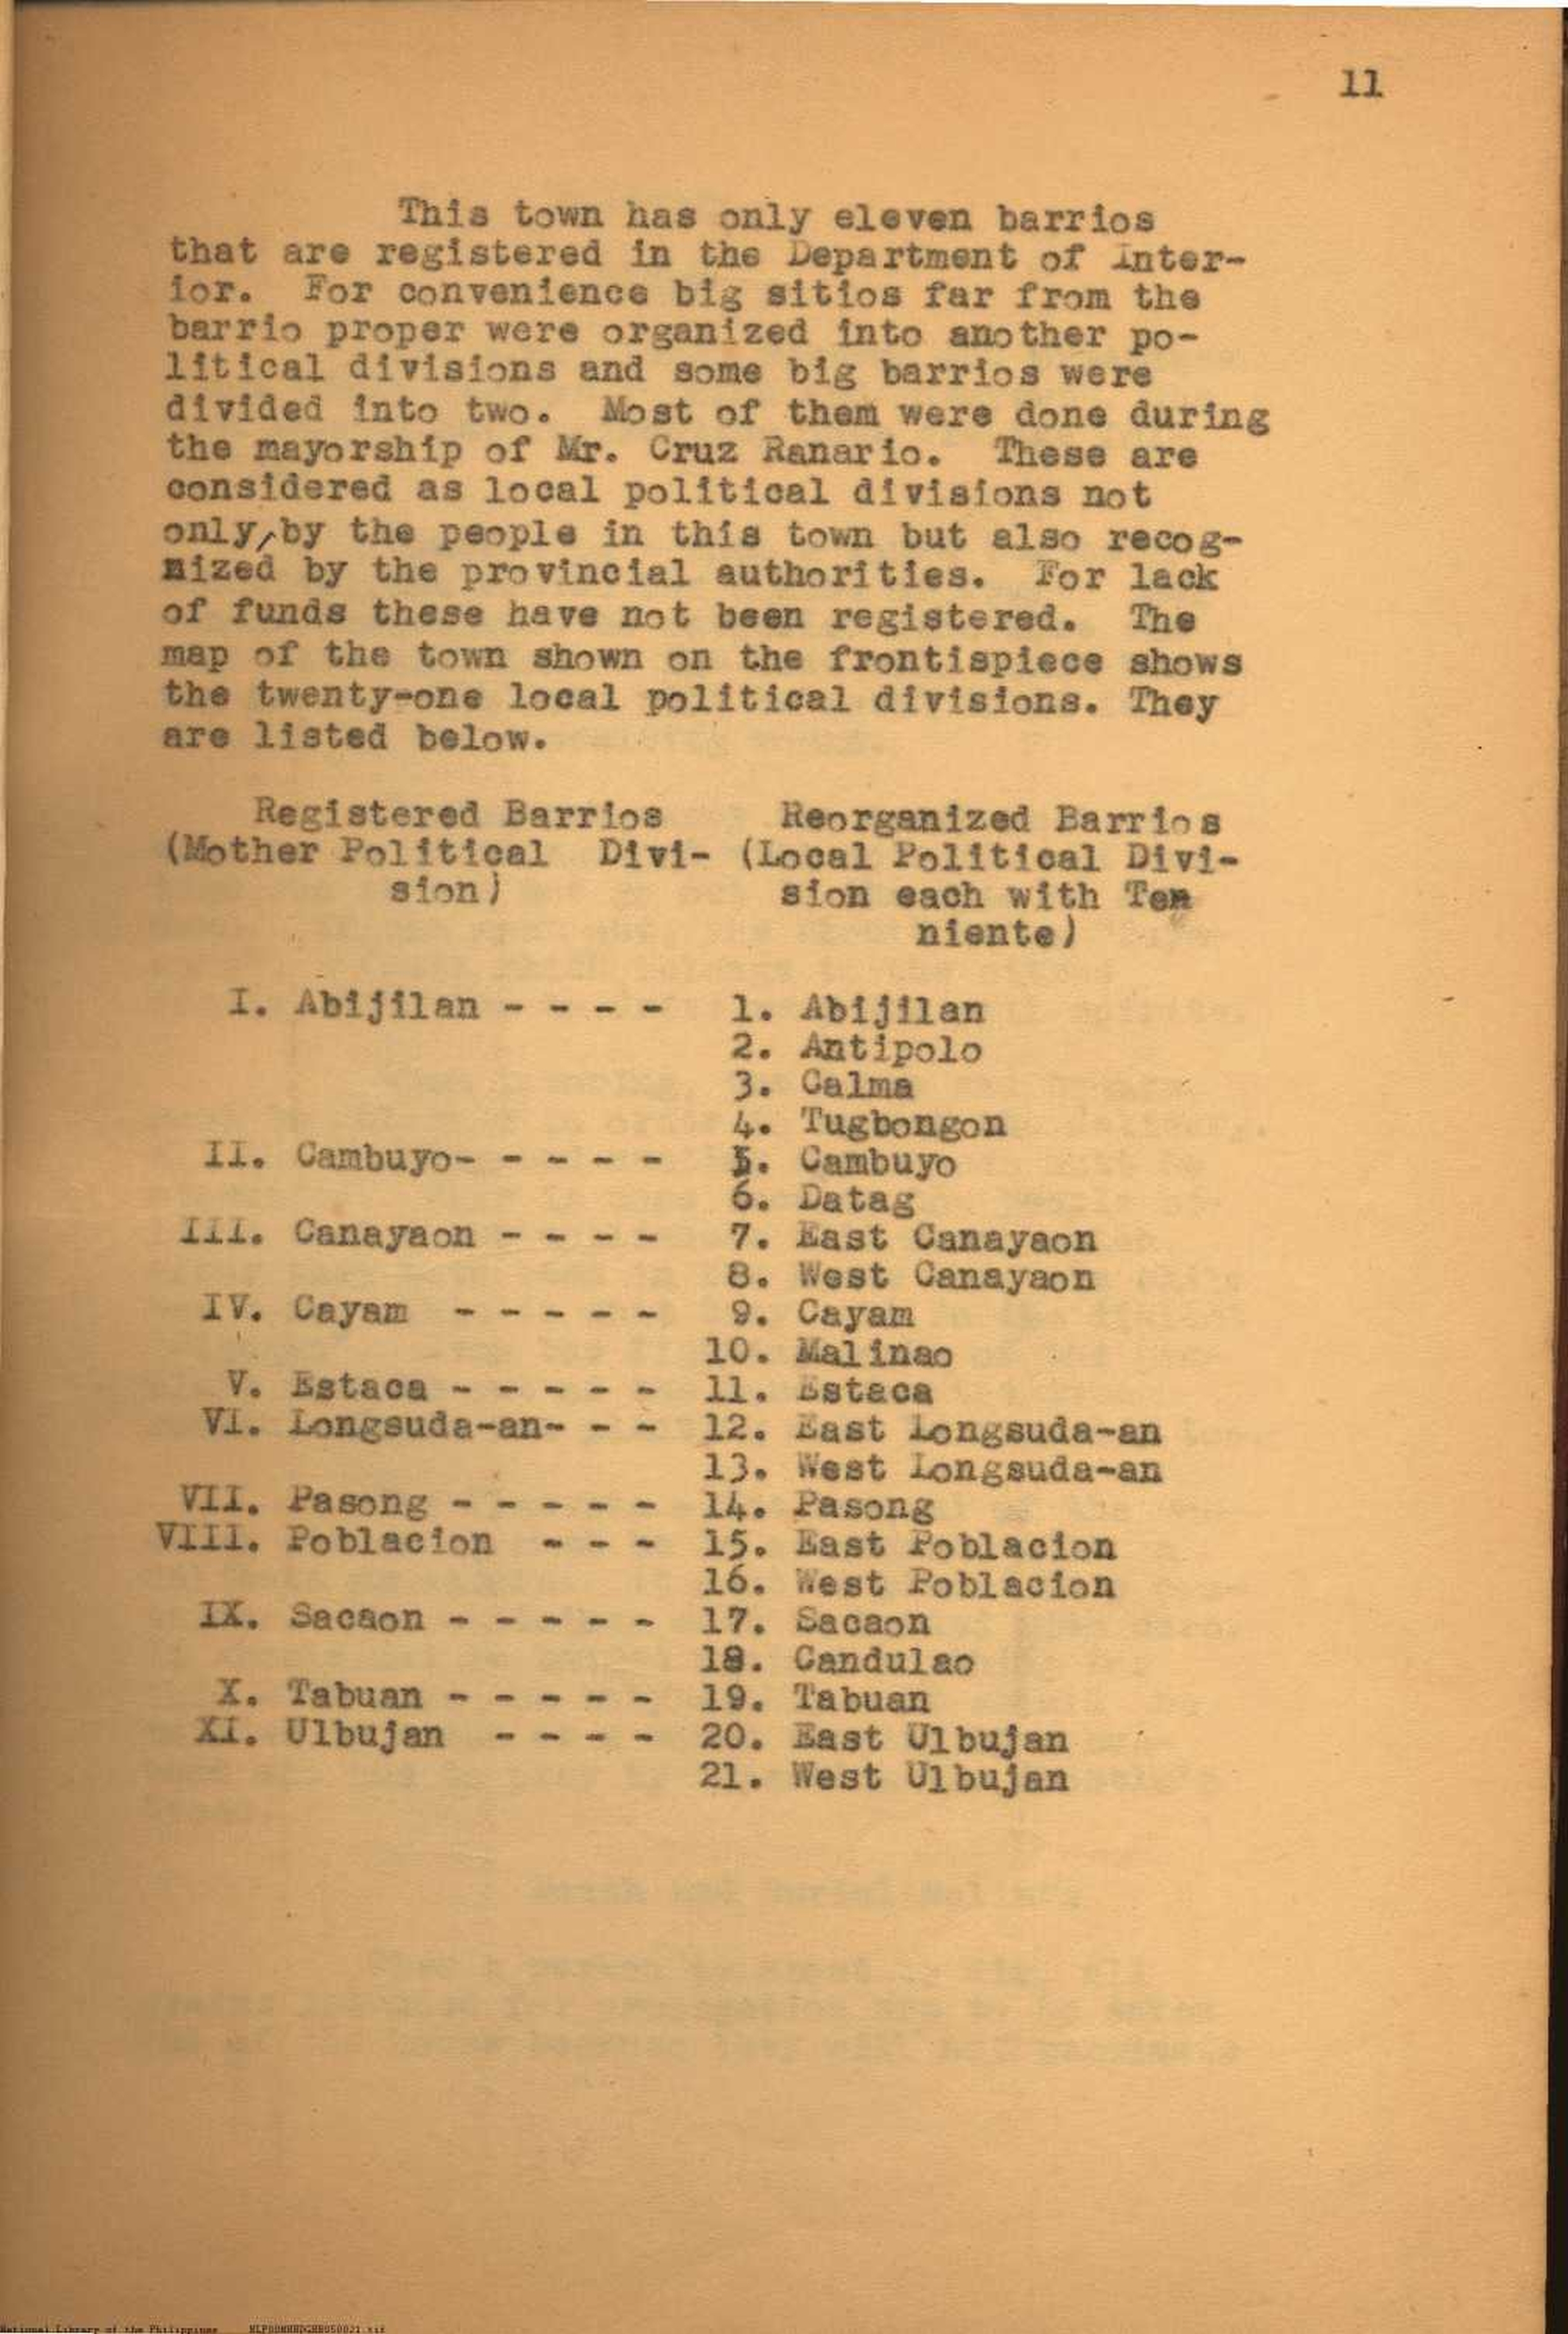 11
This town has only eleven barrios
that are registered in the Department of Inter-
ior. For convenience big sitios far from the
barrio proper were organized into another po-
litical divisions and some big barrios were
divided into two. Most of them were done during
the mayorship of Mr. Cruz Ranario. These are
considered as local political divisions not
only, by the people in this town but also recog-
nized by the provincial authorities. For lack
of funds these have not been registered. The
map of the town shown on the frontispiece shows
the twenty-one local political divisions. They
are listed below.
Registered Barrios Reorganized Barrios
(Mother Political Divi- (Local Political Divi-
sion) sion each with Ten
niente)
I. Abijilan - - - - 1. Abijilan
2. Antipolo
3. Calma
4. Tugbongon
II. Cambuyo- - - - - 5. Cambuyo
6. Datag
III. Canayaon - - - - 7. East Canayaon
8. West Canayaon
IV. Cayam - - - - - 9. Cayam
10. Malinao
V. Estaca - - - - - 11. Estaca
VI. Longsuda-an- - - 12. East Longsuda-an
13. West Longsuda-an
VII. Pasong - - - - - 14. Pasong
VIII. Poblacion - - - 15. East Poblacion
16. West Poblacion
IX. Sacaon - - - - - 17. Sacaon
18. Candulao
X. Tabuan - - - - - 19. Tabuan
XI. Ulbujan - - - - 20. East Ulbujan
21. West Ulbujan
National Library of the Philippines